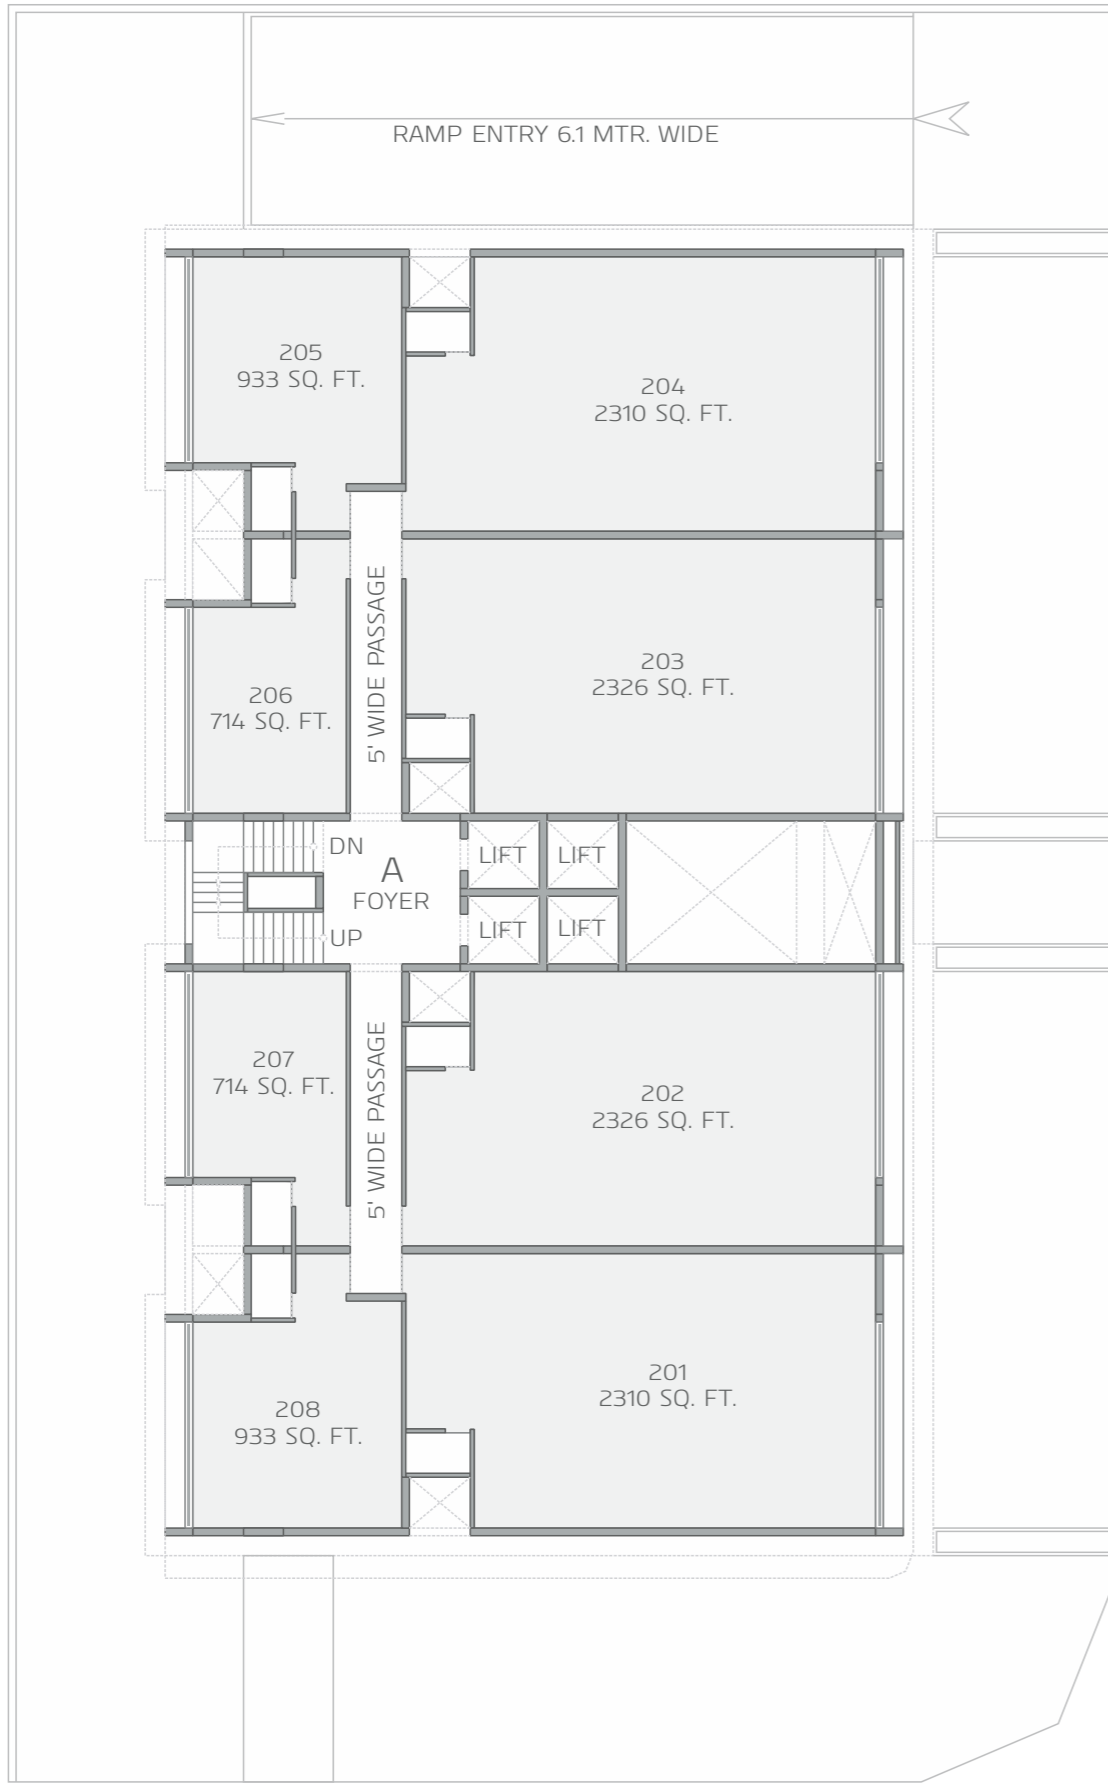 RAMP ENTRY 6.1 MTR. WIDE
205
933 SQ. FT.
204
2310 SQ. FT.
5' WIDE PASSAGE
203
2326 SQ. FT.
206
714 SQ. FT.
DN
A
FOYER
UP
LIFT
LIFT
LIFT
LIFT
207
714 SQ. FT.
5' WIDE PASSAGE
202
2326 SQ. FT.
201
2310 SQ. FT.
208
933 SQ. FT.